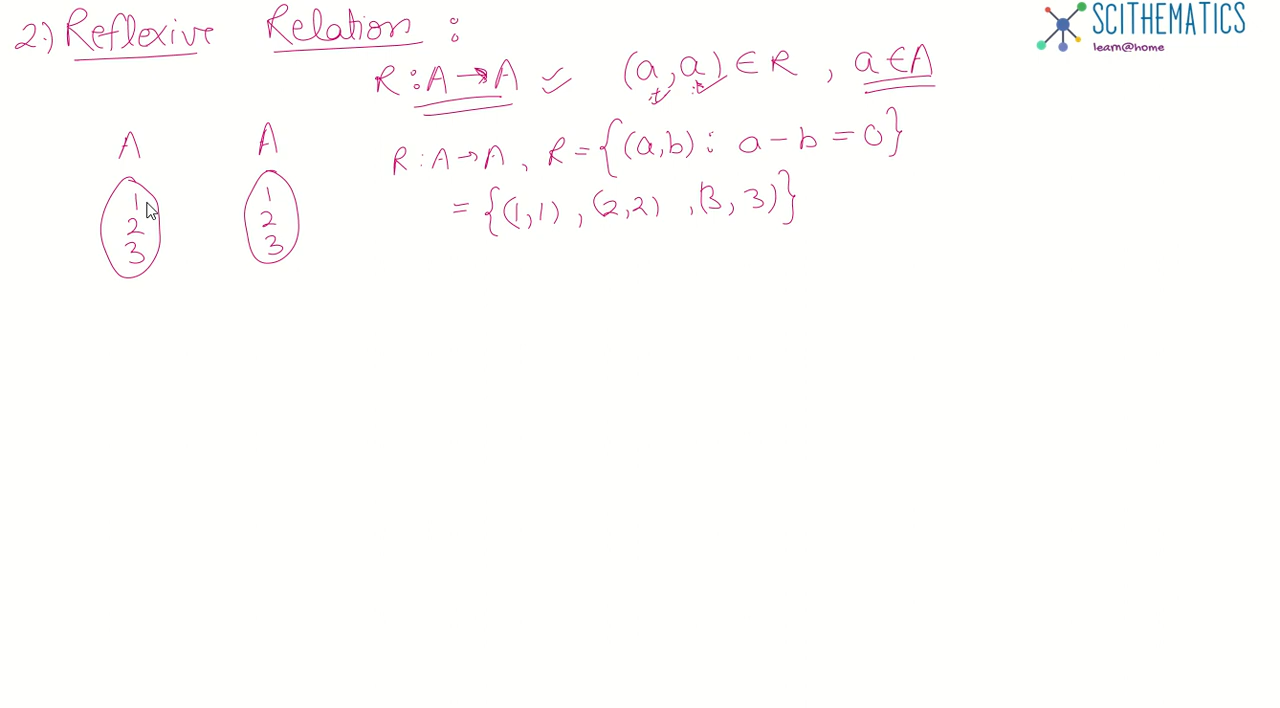 2.) Reflexive Relation :
SCITHEMATICS
learn@home
R : A → A (a, a) ∈ R , a ∈ A
A A
R : A → A , R = {(a,b) : a - b = 0}
= {(1,1) , (2,2) , (3, 3)}
1 1
2 2
3 3